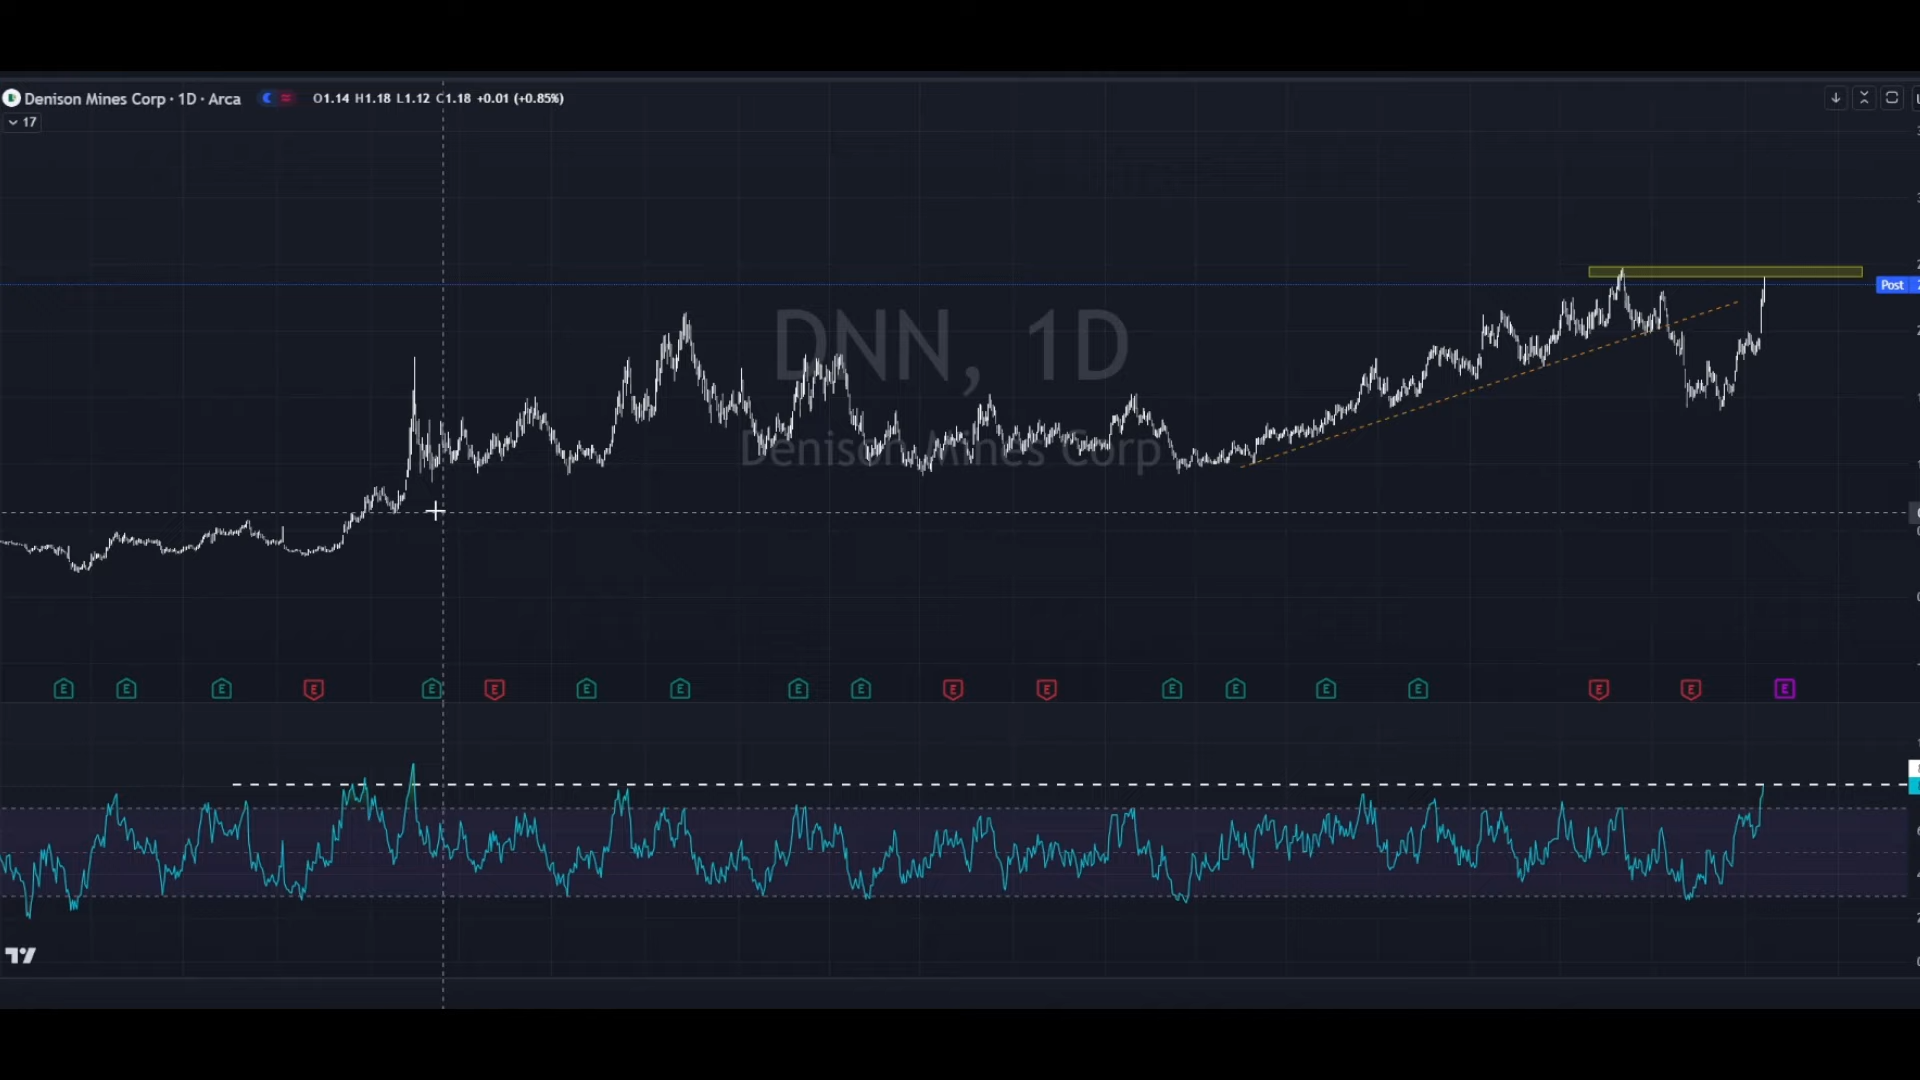 Denison Mines Corp · 1D · Arca O1.14 H1.18 L1.12 C1.18 +0.01 (+0.85%)
17
DNN, 1D
Denison Mines Corp
Post
E E E E E E E E E E E E E E E E E E E